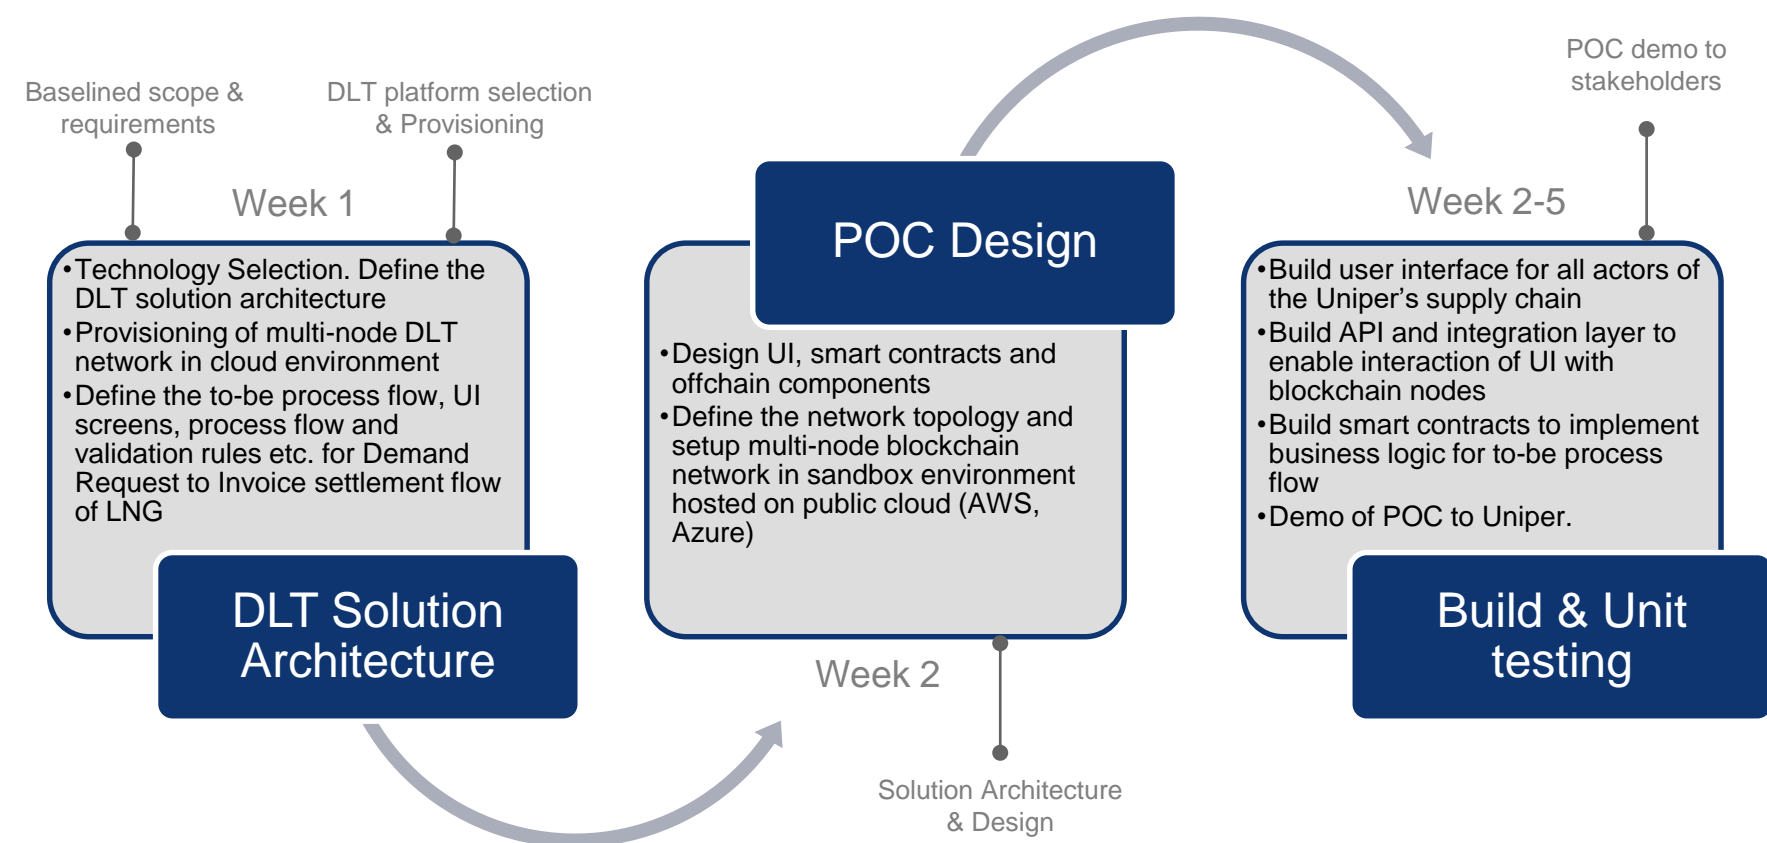 Baselined scope &
requirements
DLT platform selection
& Provisioning
Week 1
•Technology Selection. Define the
DLT solution architecture
•Provisioning of multi-node DLT
network in cloud environment
•Define the to-be process flow, UI
screens, process flow and
validation rules etc. for Demand
Request to Invoice settlement flow
of LNG
DLT Solution
Architecture
POC Design
•Design UI, smart contracts and
offchain components
•Define the network topology and
setup multi-node blockchain
network in sandbox environment
hosted on public cloud (AWS,
Azure)
Week 2
Solution Architecture
& Design
POC demo to
stakeholders
Week 2-5
•Build user interface for all actors of
the Uniper’s supply chain
•Build API and integration layer to
enable interaction of UI with
blockchain nodes
•Build smart contracts to implement
business logic for to-be process
flow
•Demo of POC to Uniper.
Build & Unit
testing